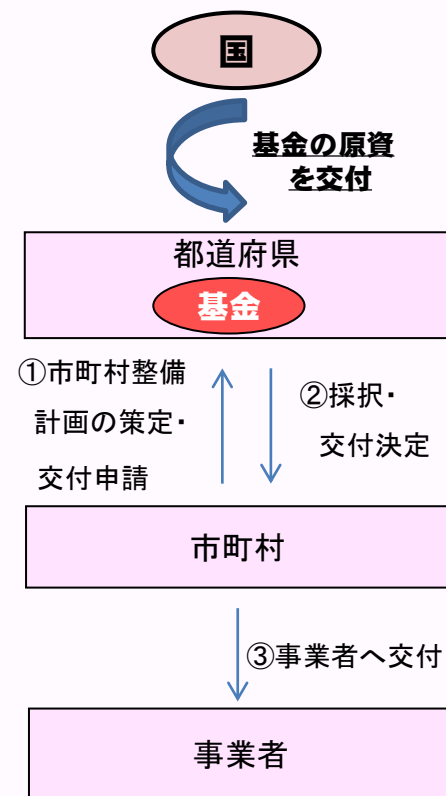 国
基金の原資
を交付
都道府県
基金
①市町村整備
計画の策定・
交付申請
②採択・
交付決定
市町村
③事業者へ交付
事業者